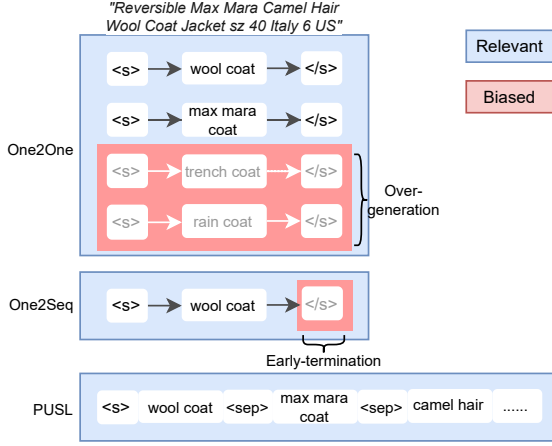 "Reversible Max Mara Camel Hair
Wool Coat Jacket sz 40 Italy 6 US"
Relevant
Biased
One2One
<s> wool coat </s>
<s> max mara
coat </s>
<s> trench coat </s>
<s> rain coat </s>
Over-
generation
One2Seq
<s> wool coat </s>
Early-termination
PUSL
<s> wool coat <sep> max mara
coat <sep> camel hair ......